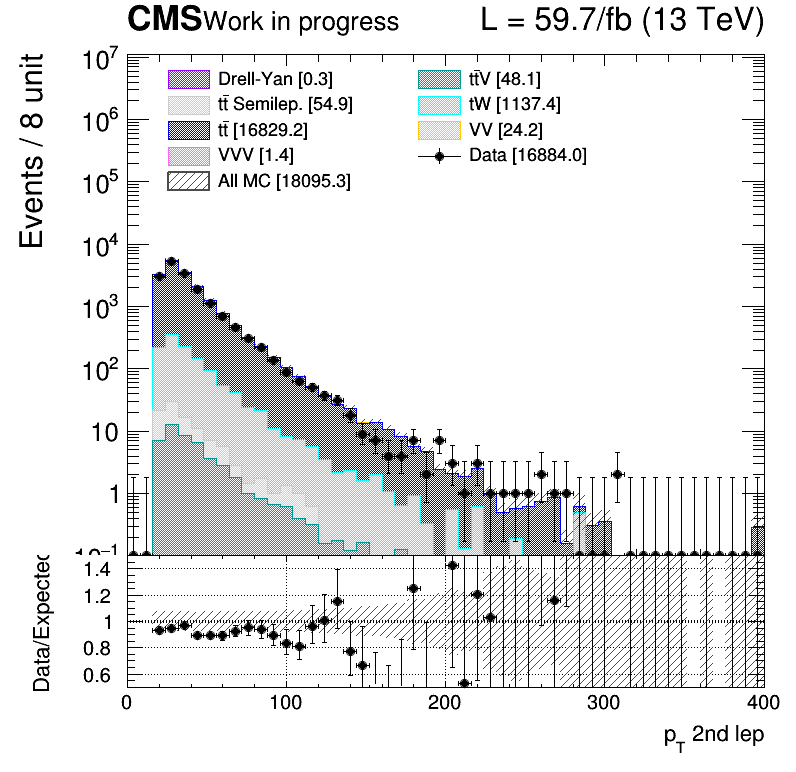 CMS Work in progress L = 59.7/fb (13 TeV)
Events / 8 unit
10⁷
10⁶
10⁵
10⁴
10³
10²
10
1
10⁻¹
Drell-Yan [0.3]
tt̄ Semilep. [54.9]
tt̄ [16829.2]
VVV [1.4]
All MC [18095.3]
tt̄V [48.1]
tW [1137.4]
VV [24.2]
Data [16884.0]
Data/Expected
1.4
1.2
1
0.8
0.6
0 100 200 300 400
p_T 2nd lep